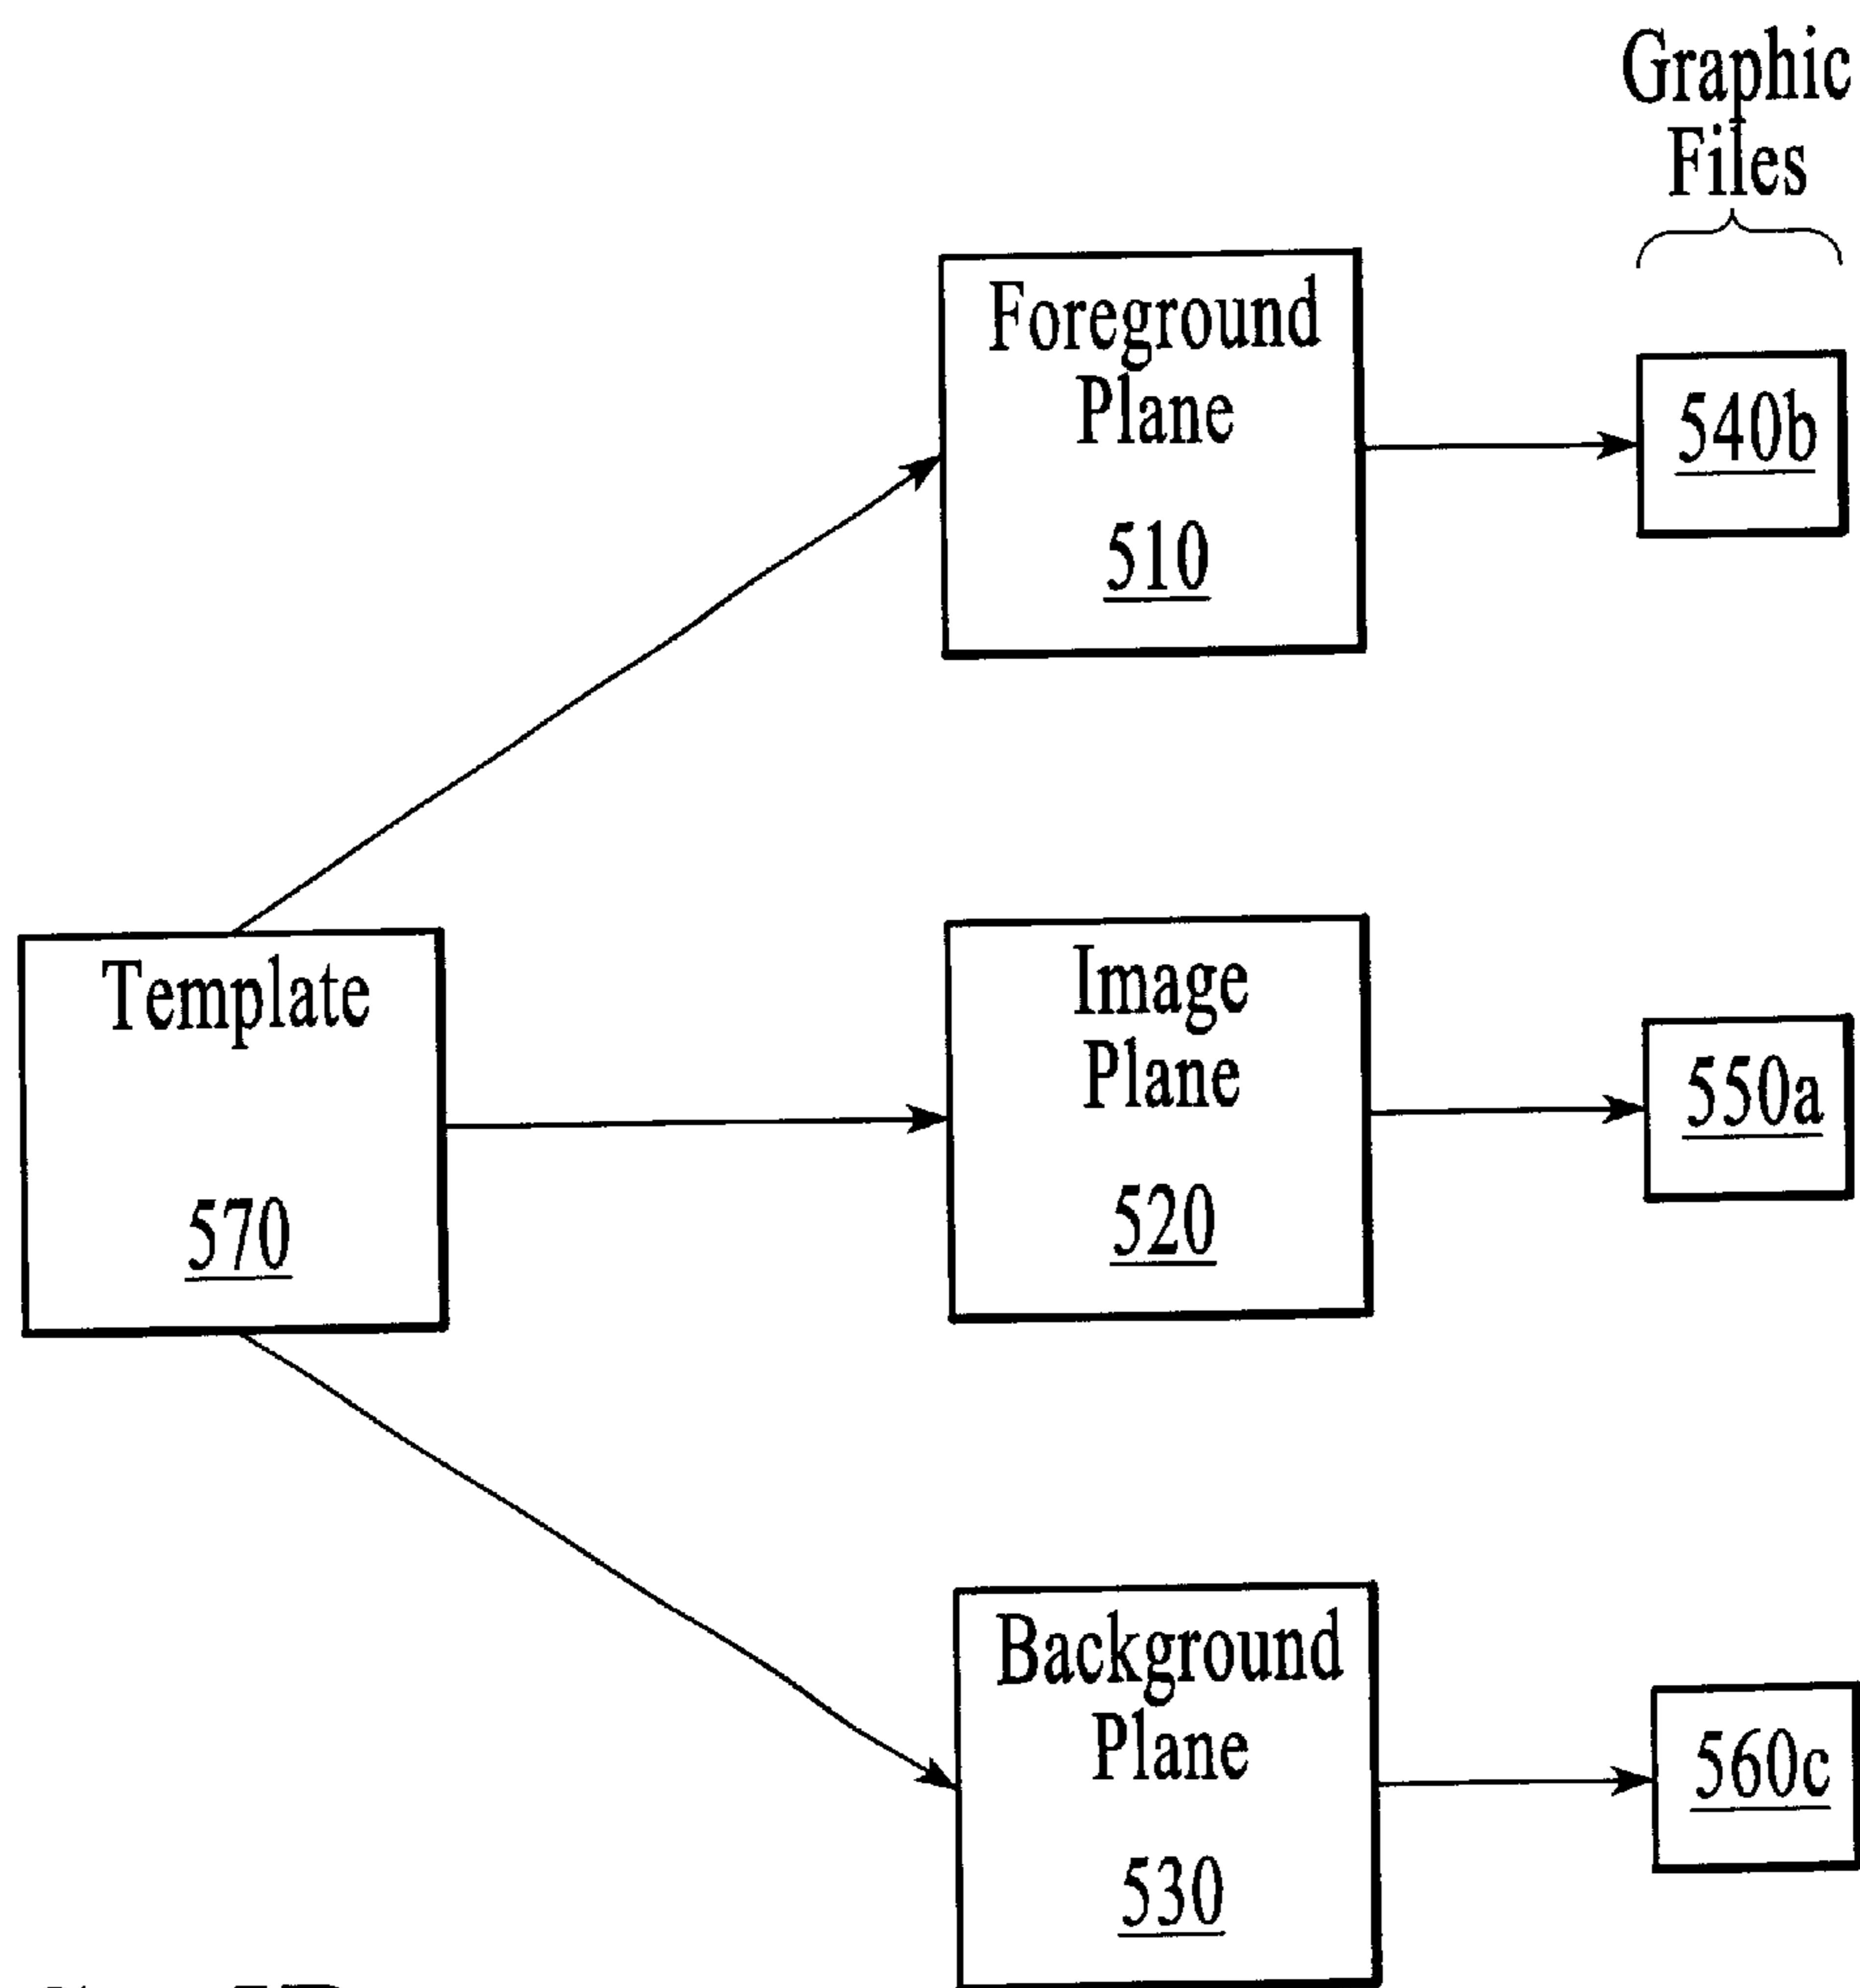 Graphic
Files
Foreground
Plane
510
540b
Template
570
Image
Plane
520
550a
Background
Plane
530
560c